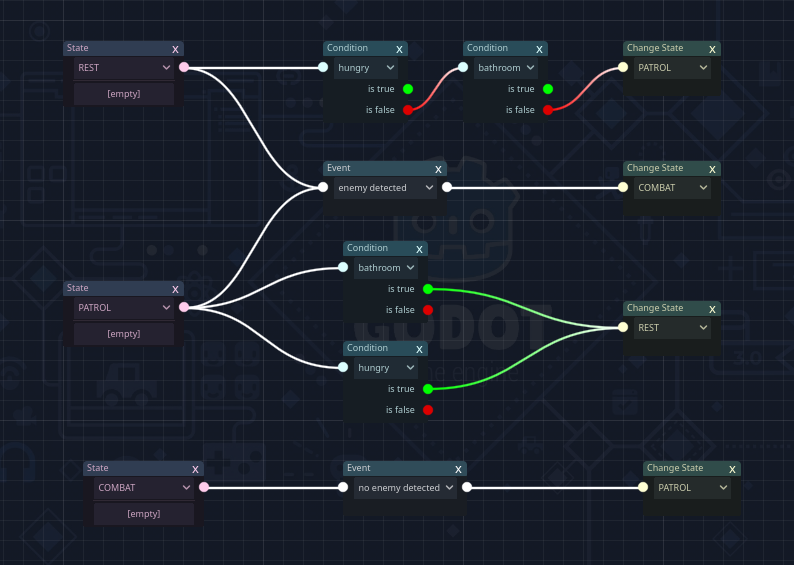 State x
REST
[empty]
Condition x
hungry
is true
is false
Condition x
bathroom
is true
is false
Change State x
PATROL
Event x
enemy detected
Change State x
COMBAT
State x
PATROL
[empty]
Condition x
bathroom
is true
is false
Condition x
hungry
is true
is false
Change State x
REST
GODOT
State x
COMBAT
[empty]
Event x
no enemy detected
Change State x
PATROL